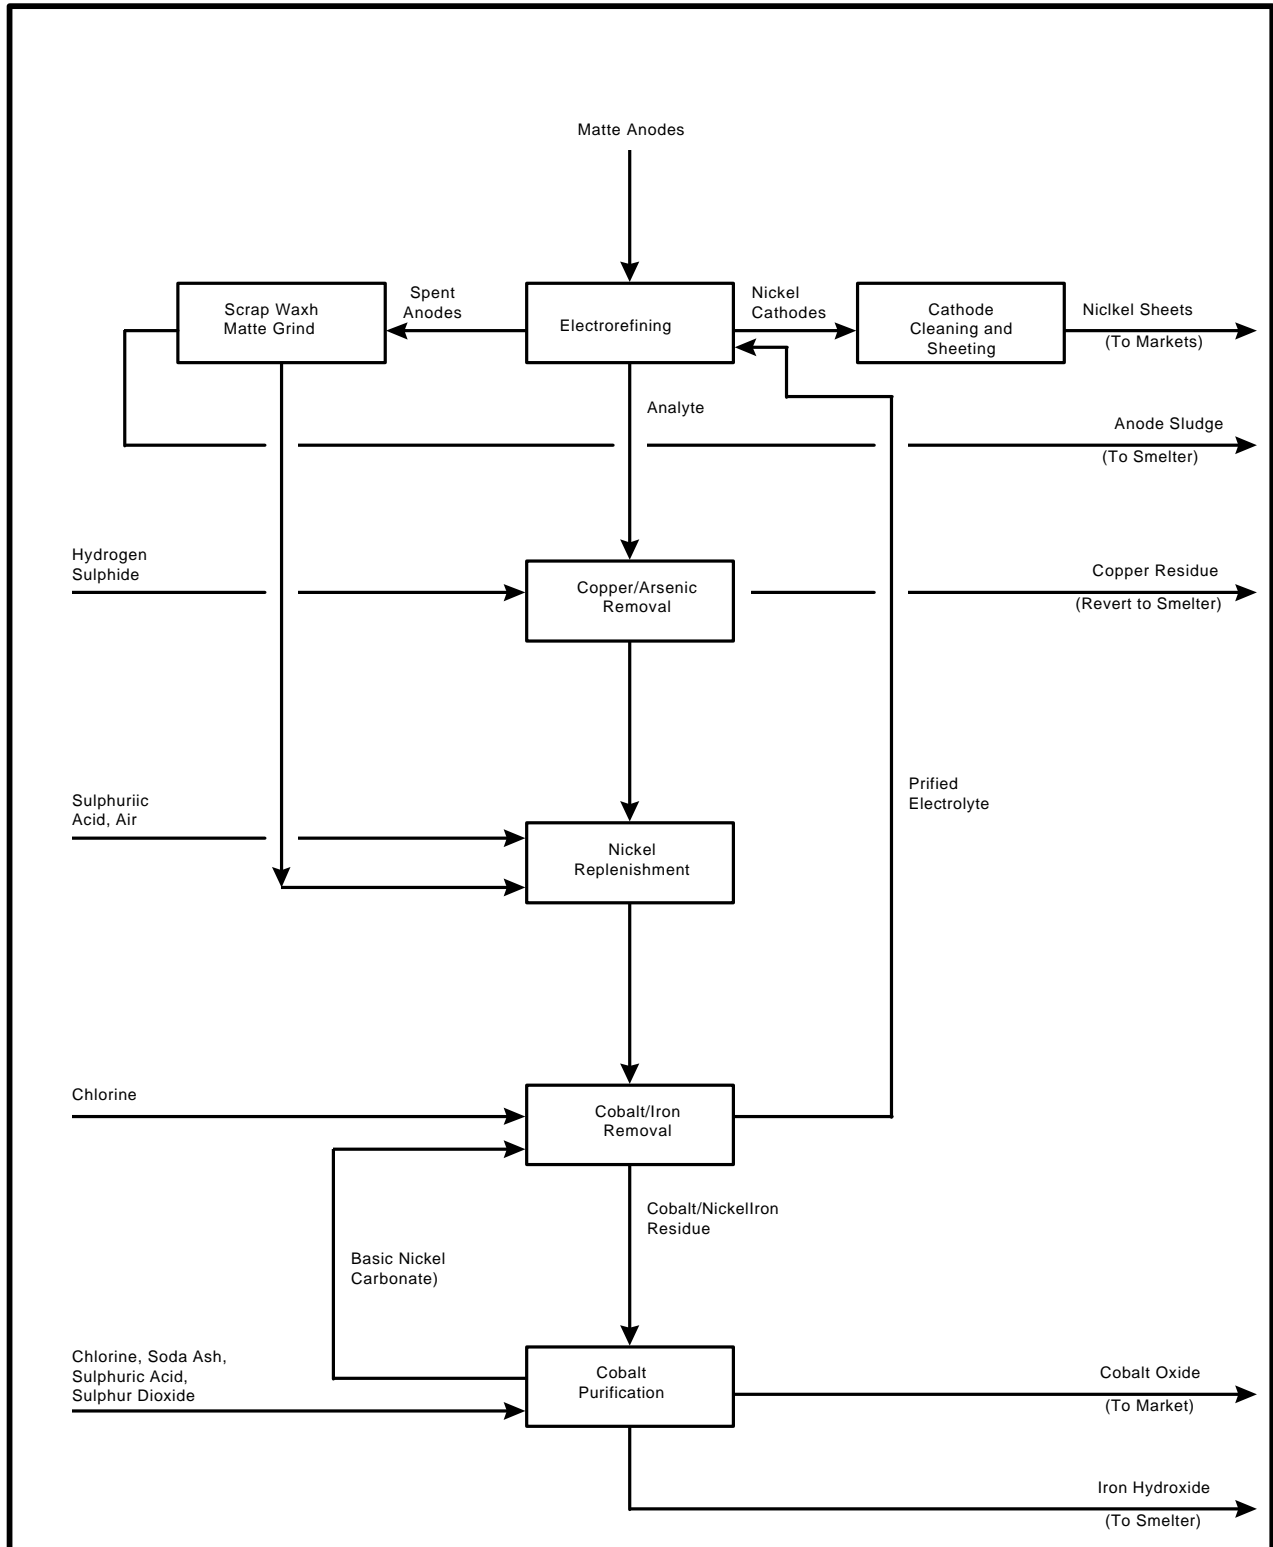 Matte Anodes
Scrap Waxh
Matte Grind
Spent
Anodes
Electrorefining
Nickel
Cathodes
Cathode
Cleaning and
Sheeting
Niclkel Sheets
(To Markets)
Analyte
Anode Sludge
(To Smelter)
Hydrogen
Sulphide
Copper/Arsenic
Removal
Copper Residue
(Revert to Smelter)
Sulphuriic
Acid, Air
Nickel
Replenishment
Prified
Electrolyte
Chlorine
Cobalt/Iron
Removal
Cobalt/NickelIron
Residue
Basic Nickel
Carbonate)
Chlorine, Soda Ash,
Sulphuric Acid,
Sulphur Dioxide
Cobalt
Purification
Cobalt Oxide
(To Market)
Iron Hydroxide
(To Smelter)